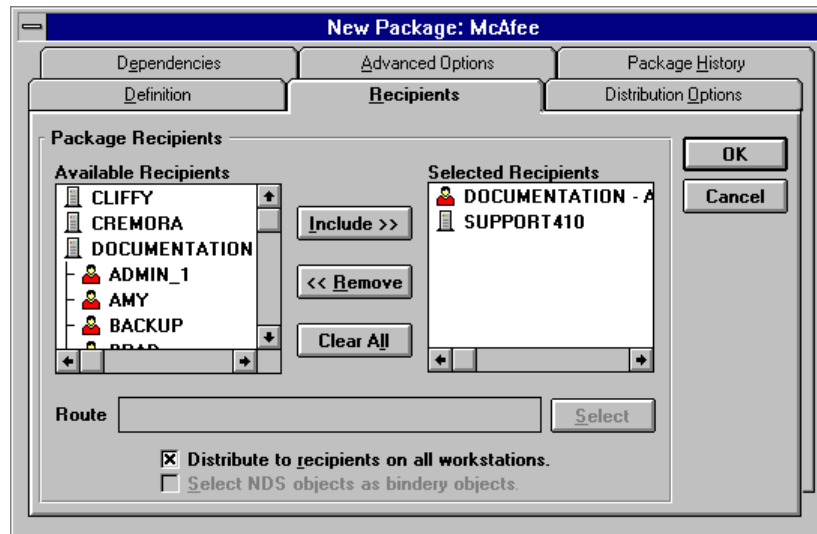 New Package: McAfee
Dependencies
Advanced Options
Package History
Definition
Recipients
Distribution Options
Package Recipients
Available Recipients
CLIFFY
CREMORA
DOCUMENTATION
ADMIN_1
AMY
BACKUP
BRAD
Include >>
<< Remove
Clear All
Selected Recipients
DOCUMENTATION - A
SUPPORT410
OK
Cancel
Route
Select
Distribute to recipients on all workstations.
Select NDS objects as bindery objects.